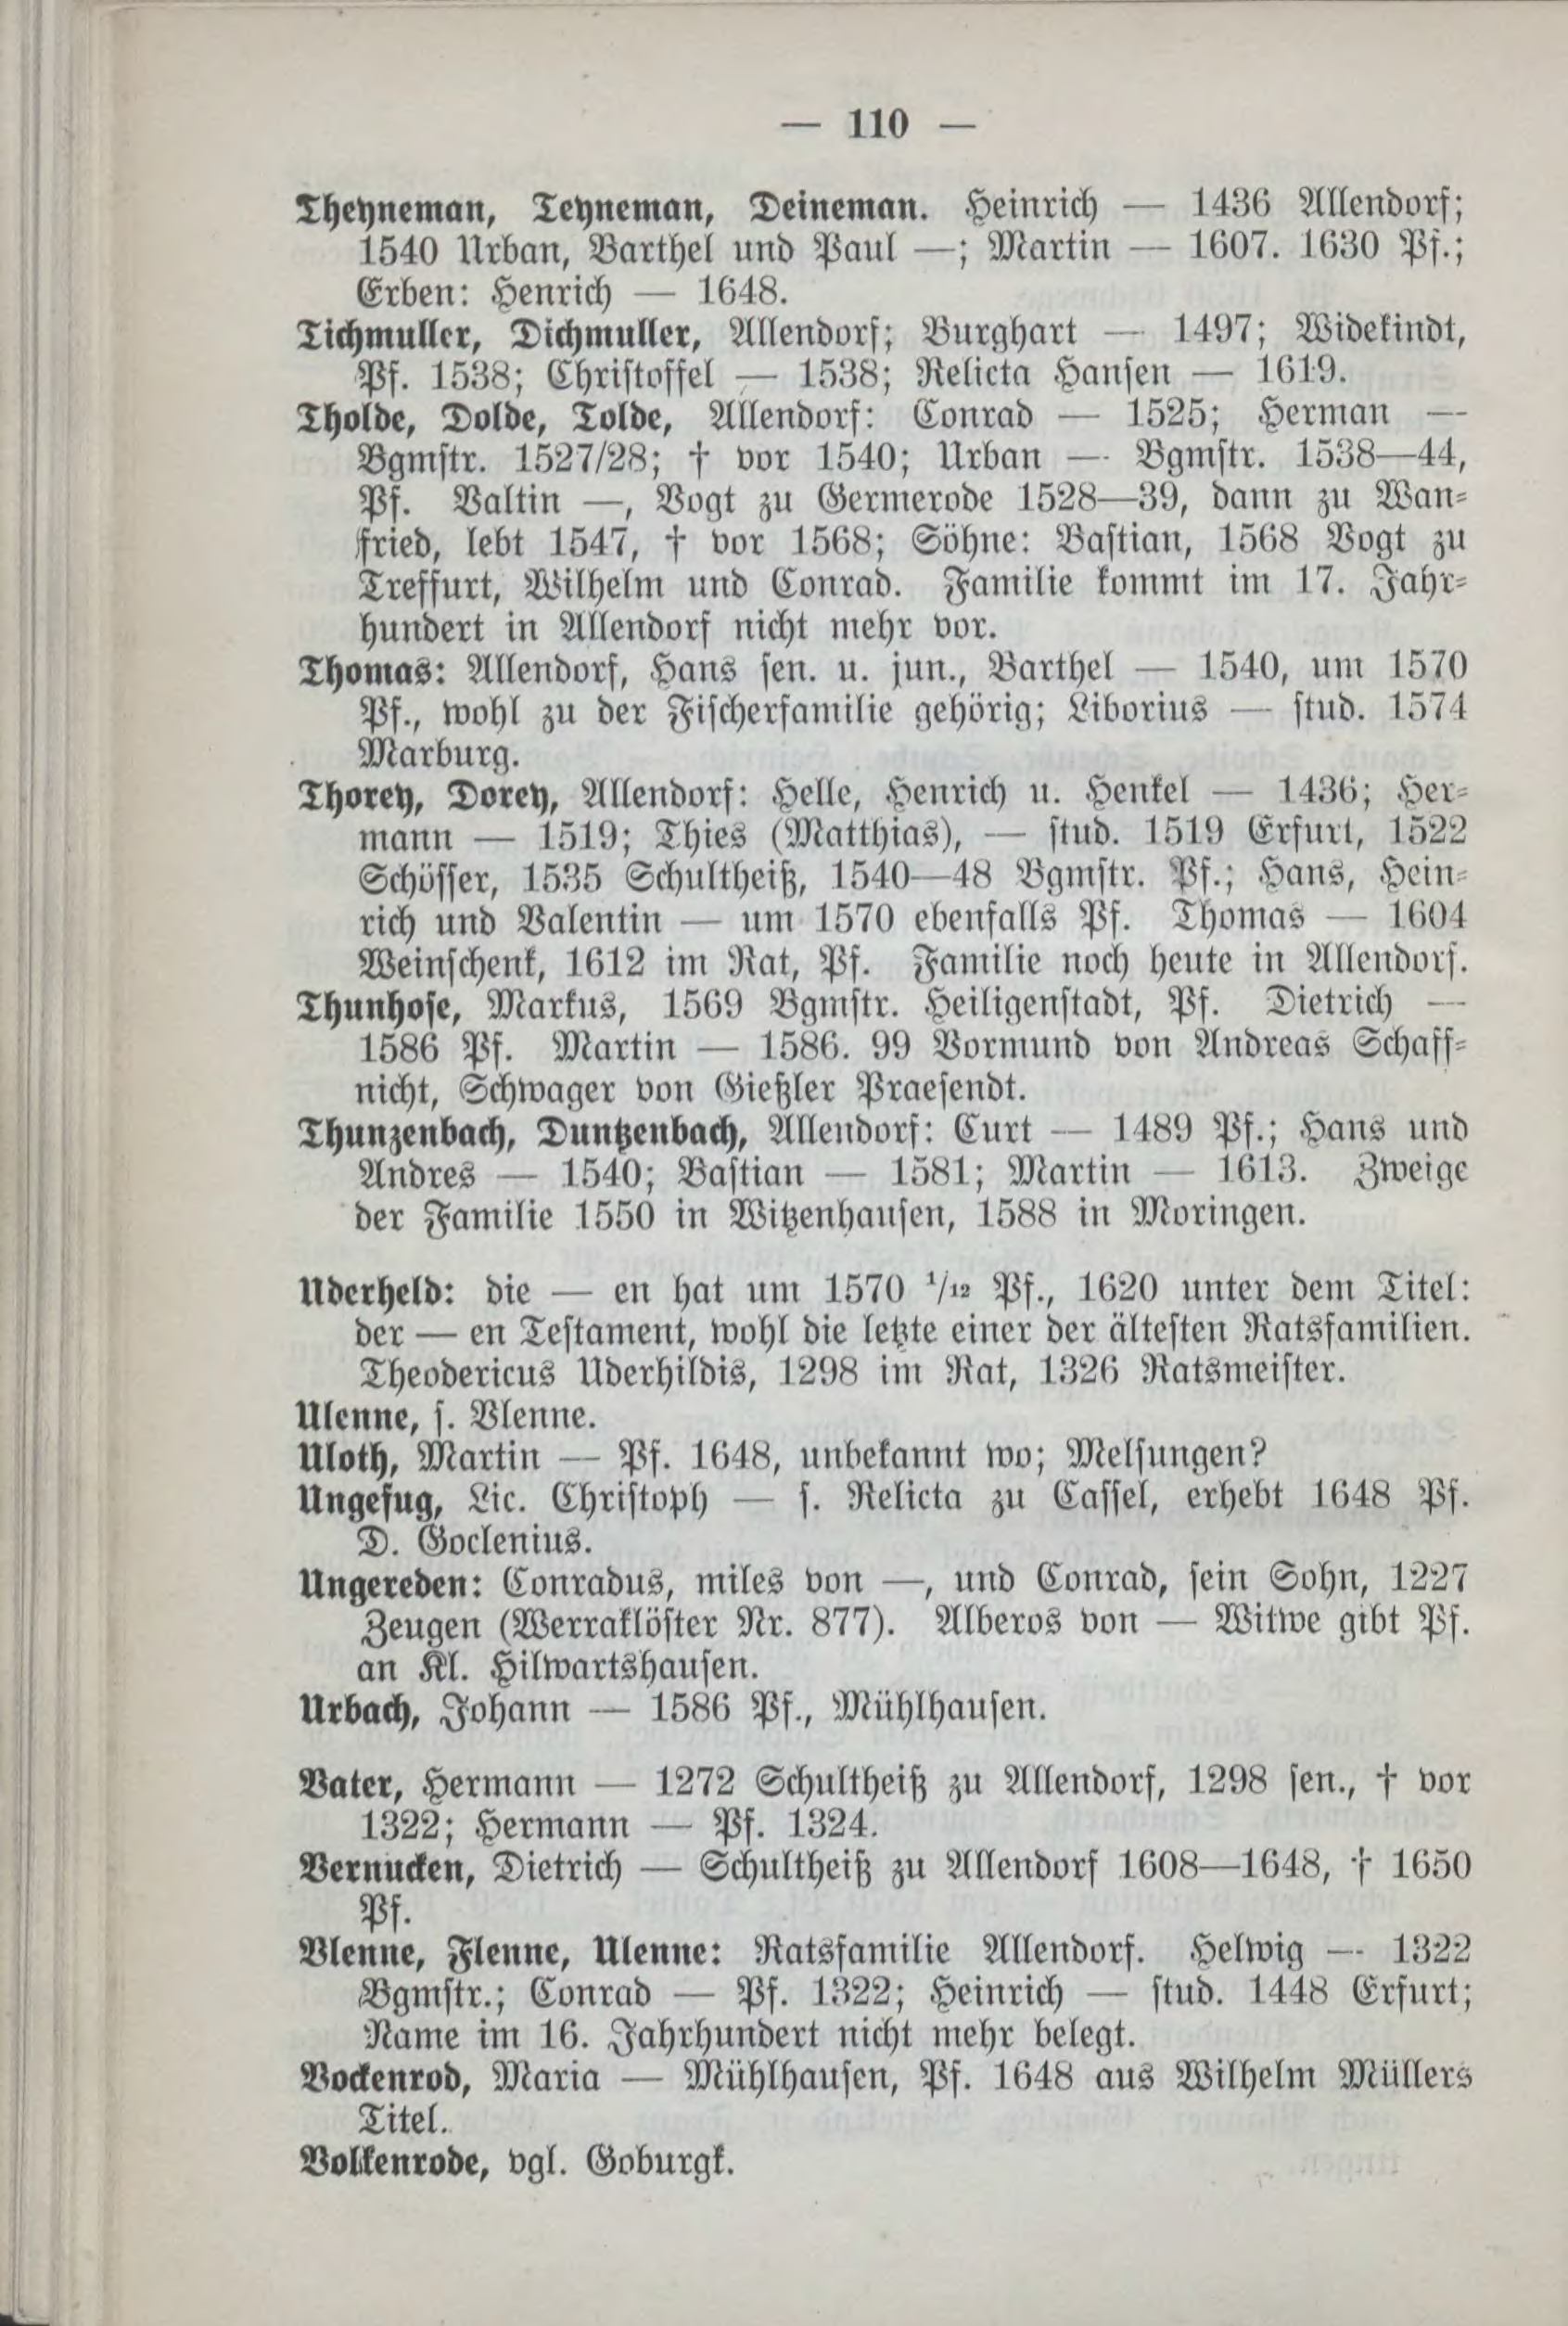 — 110 —
Theyneman, Teyneman, Deineman. Heinrich — 1436 Allendorf;
1540 Urban, Barthel und Paul —; Martin — 1607. 1630 Pf.;
Erben: Henrich — 1648.
Tichmuller, Dichmuller, Allendorf; Burghart — 1497; Widekindt,
Pf. 1538; Christoffel — 1538; Relicta Hansen — 1619.
Tholde, Dolde, Tolde, Allendorf: Conrad — 1525; Herman —
Bgmstr. 1527/28; † vor 1540; Urban — Bgmstr. 1538—44,
Pf. Valtin —, Vogt zu Germerode 1528—39, dann zu Wan-
fried, lebt 1547, † vor 1568; Söhne: Bastian, 1568 Vogt zu
Treffurt, Wilhelm und Conrad. Familie kommt im 17. Jahr-
hundert in Allendorf nicht mehr vor.
Thomas: Allendorf, Hans sen. u. jun., Barthel — 1540, um 1570
Pf., wohl zu der Fischerfamilie gehörig; Liborius — stud. 1574
Marburg.
Thorey, Dorey, Allendorf: Helle, Henrich u. Henkel — 1436; Her-
mann — 1519; Thies (Matthias), — stud. 1519 Erfurt, 1522
Schösser, 1535 Schultheiß, 1540—48 Bgmstr. Pf.; Hans, Hein-
rich und Valentin — um 1570 ebenfalls Pf. Thomas — 1604
Weinschenk, 1612 im Rat, Pf. Familie noch heute in Allendorf.
Thunhose, Markus, 1569 Bgmstr. Heiligenstadt, Pf. Dietrich —
1586 Pf. Martin — 1586. 99 Vormund von Andreas Schaff-
nicht, Schwager von Gießler Praesendt.
Thunzenbach, Duntzenbach, Allendorf: Curt — 1489 Pf.; Hans und
Andres — 1540; Bastian — 1581; Martin — 1613. Zweige
der Familie 1550 in Witzenhausen, 1588 in Moringen.
Uderheld: die — en hat um 1570 1/12 Pf., 1620 unter dem Titel:
der — en Testament, wohl die letzte einer der ältesten Ratsfamilien.
Theodericus Uderhildis, 1298 im Rat, 1326 Ratsmeister.
Ulenne, s. Vlenne.
Uloth, Martin — Pf. 1648, unbekannt wo; Melsungen?
Ungefug, Lic. Christoph — s. Relicta zu Cassel, erhebt 1648 Pf.
D. Goclenius.
Ungereden: Conradus, miles von —, und Conrad, sein Sohn, 1227
Zeugen (Werraklöster Nr. 877). Alberos von — Witwe gibt Pf.
an Kl. Hilwartshausen.
Urbach, Johann — 1586 Pf., Mühlhausen.
Vater, Hermann — 1272 Schultheiß zu Allendorf, 1298 sen., † vor
1322; Hermann — Pf. 1324.
Vernucken, Dietrich — Schultheiß zu Allendorf 1608—1648, † 1650
Pf.
Vlenne, Flenne, Ulenne: Ratsfamilie Allendorf. Helwig — 1322
Bgmstr.; Conrad — Pf. 1322; Heinrich — stud. 1448 Erfurt;
Name im 16. Jahrhundert nicht mehr belegt.
Vockenrod, Maria — Mühlhausen, Pf. 1648 aus Wilhelm Müllers
Titel.
Volkenrode, vgl. Goburgk.